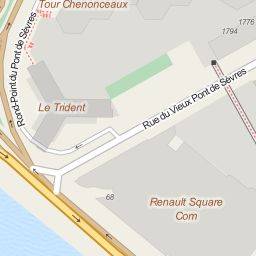 Tour Chenonceaux
1776
1794
Rond-Point du Pont de Sèvres
Le Trident
Rue du Vieux Pont de Sèvres
68
Renault Square
Com